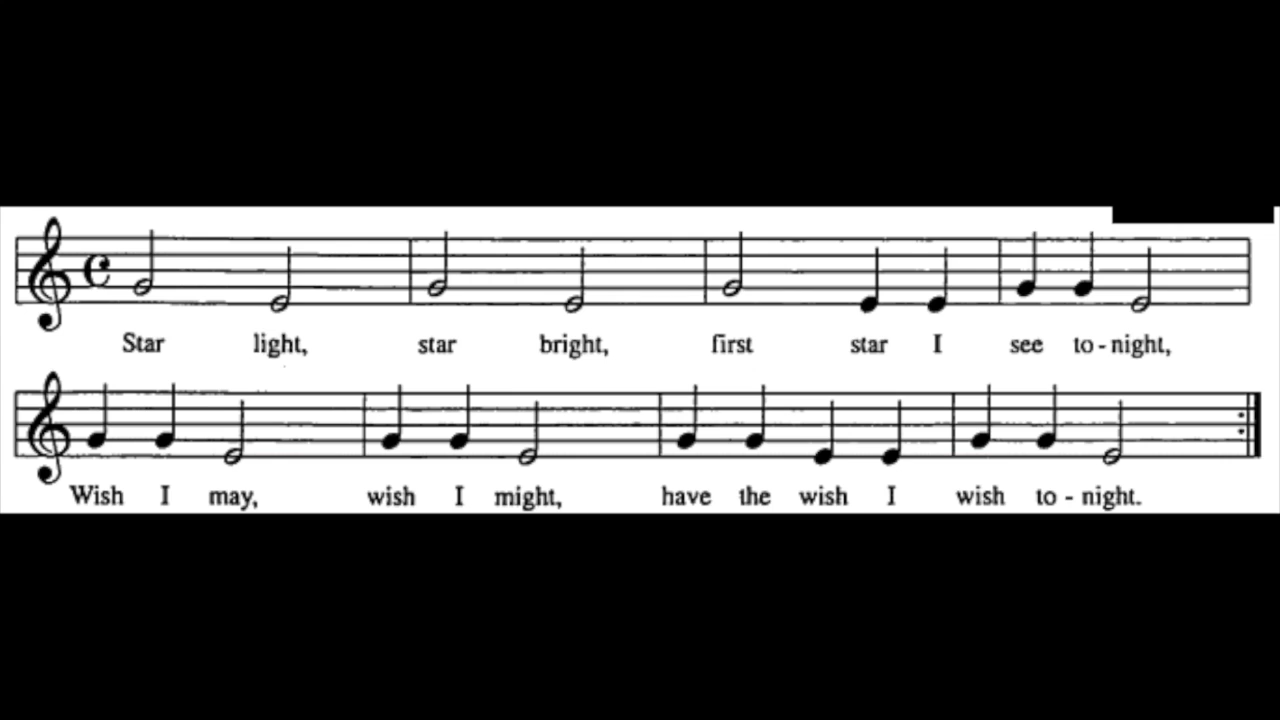 Star light, star bright, first star I see to - night,
Wish I may, wish I might, have the wish I wish to - night.